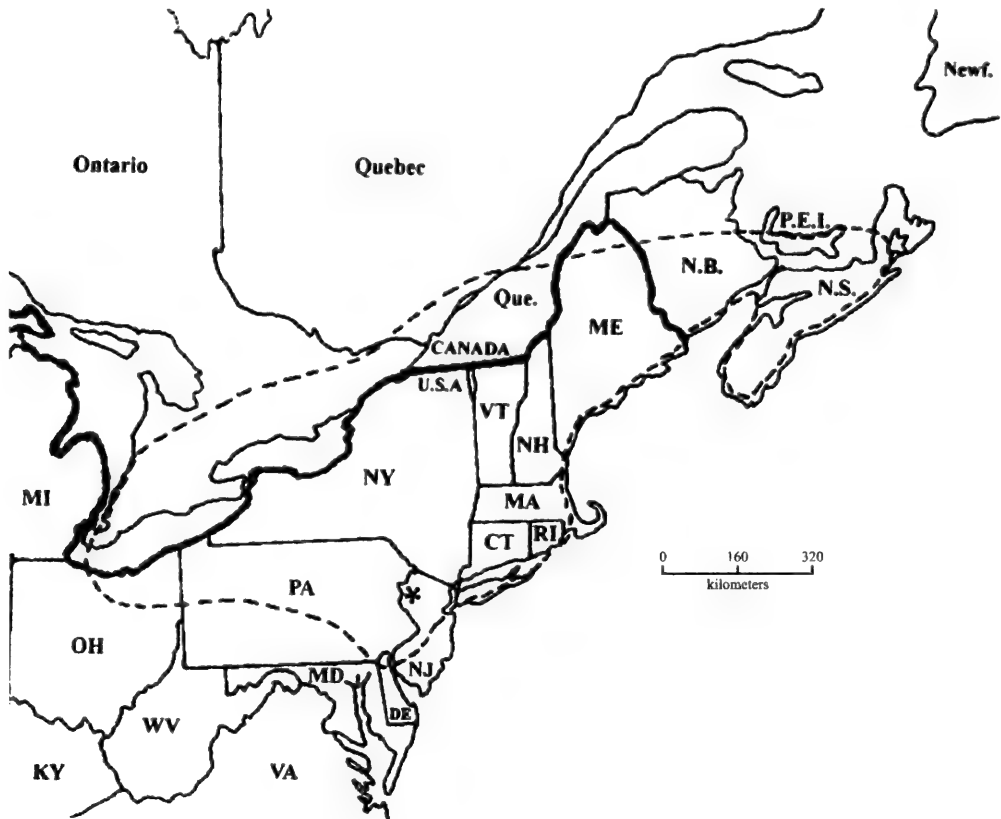 Newf.
Ontario
Quebec
P.E.I.
N.B.
N.S.
Que.
ME
CANADA
U.S.A
VT
NH
NY
MI
MA
CT
RI
0 160 320
kilometers
PA
*
OH
NJ
MD
DE
WV
KY
VA